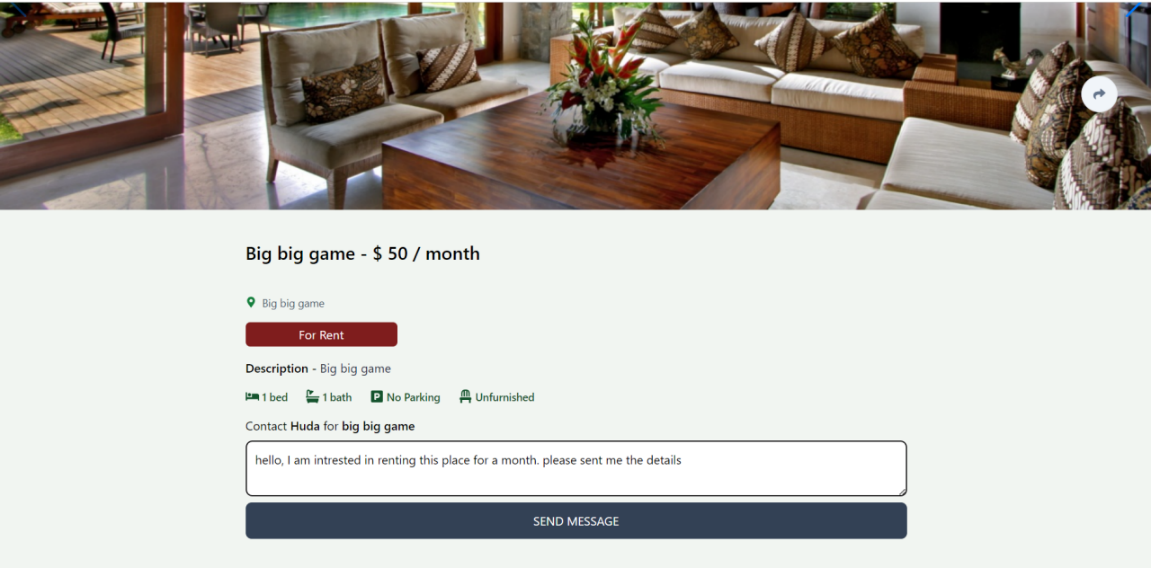 Big big game - $ 50 / month
Big big game
For Rent
Description - Big big game
1 bed 1 bath P No Parking Unfurnished
Contact Huda for big big game
hello, I am intrested in renting this place for a month. please sent me the details
SEND MESSAGE